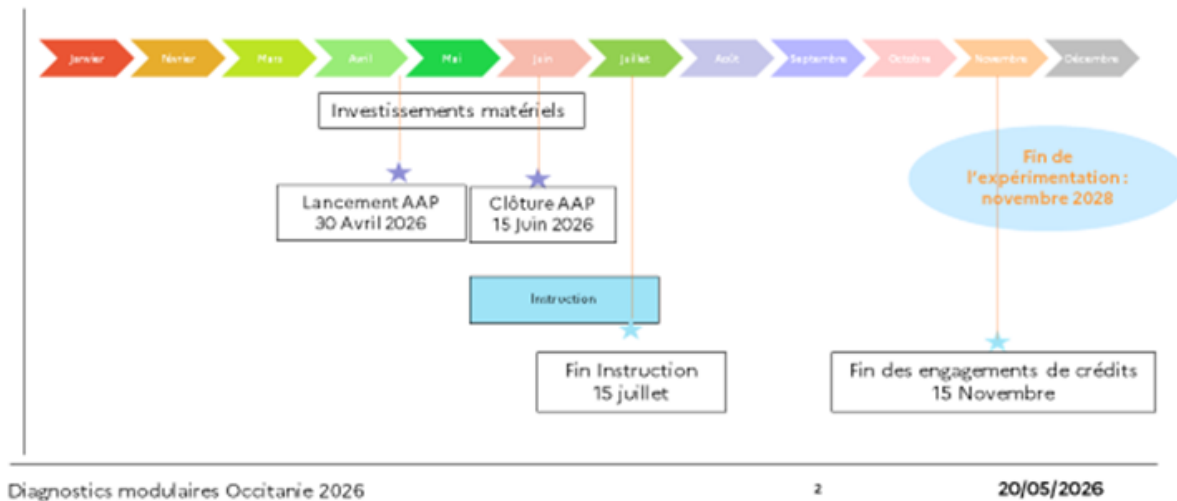 Janvier
Février
Mars
Avril
Mai
Juin
Juillet
Août
Septembre
Octobre
Novembre
Décembre
Investissements matériels
Lancement AAP
30 Avril 2026
Clôture AAP
15 Juin 2026
Fin de
l'expérimentation :
novembre 2028
Instruction
Fin Instruction
15 juillet
Fin des engagements de crédits
15 Novembre
Diagnostics modulaires Occitanie 2026
2
20/05/2026